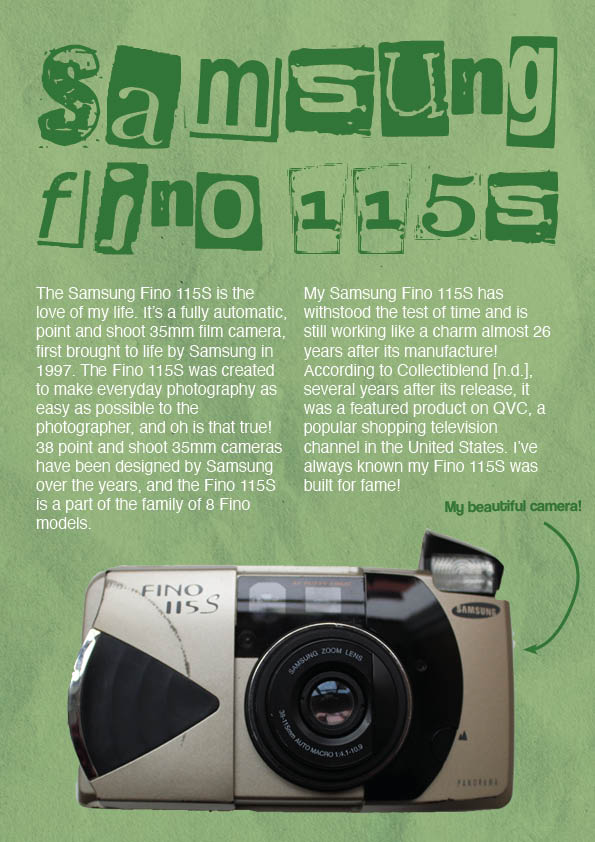 Samsung
fino 115s
The Samsung Fino 115S is the
love of my life. It's a fully automatic,
point and shoot 35mm film camera,
first brought to life by Samsung in
1997. The Fino 115S was created
to make everyday photography as
easy as possible to the
photographer, and oh is that true!
38 point and shoot 35mm cameras
have been designed by Samsung
over the years, and the Fino 115S
is a part of the family of 8 Fino
models.
My Samsung Fino 115S has
withstood the test of time and is
still working like a charm almost 26
years after its manufacture!
According to Collectiblend [n.d.],
several years after its release, it
was a featured product on QVC, a
popular shopping television
channel in the United States. I've
always known my Fino 115S was
built for fame!
My beautiful camera!
FINO
115S
SAMSUNG
SAMSUNG ZOOM LENS
38-115mm AUTO MACRO 1:4.1-10.9
PANORAMA